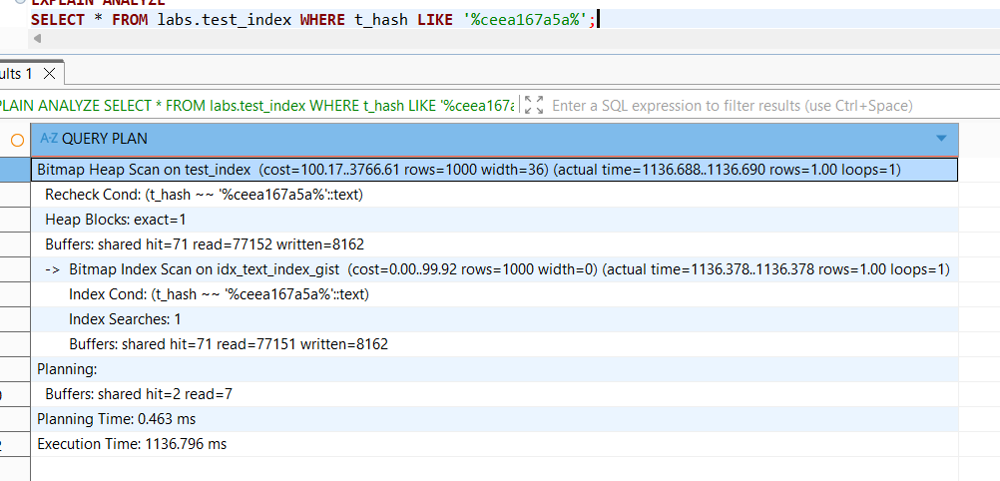 EXPLAIN ANALYZE
SELECT * FROM labs.test_index WHERE t_hash LIKE '%ceea167a5a%';
ults 1
PLAIN ANALYZE SELECT * FROM labs.test_index WHERE t_hash LIKE '%ceea167a Enter a SQL expression to filter results (use Ctrl+Space)
A-Z QUERY PLAN
Bitmap Heap Scan on test_index (cost=100.17..3766.61 rows=1000 width=36) (actual time=1136.688..1136.690 rows=1.00 loops=1)
Recheck Cond: (t_hash ~~ '%ceea167a5a%'::text)
Heap Blocks: exact=1
Buffers: shared hit=71 read=77152 written=8162
-> Bitmap Index Scan on idx_text_index_gist (cost=0.00..99.92 rows=1000 width=0) (actual time=1136.378..1136.378 rows=1.00 loops=1)
Index Cond: (t_hash ~~ '%ceea167a5a%'::text)
Index Searches: 1
Buffers: shared hit=71 read=77151 written=8162
Planning:
0 Buffers: shared hit=2 read=7
Planning Time: 0.463 ms
2 Execution Time: 1136.796 ms